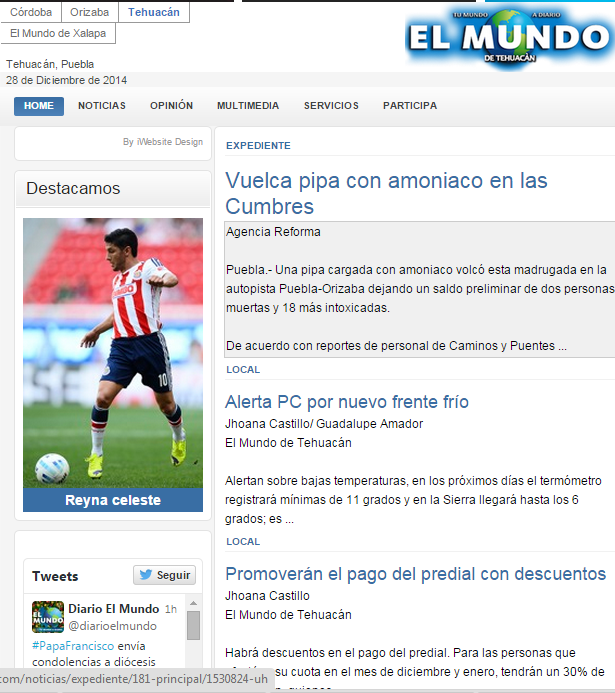 Córdoba
Orizaba
Tehuacán
El Mundo de Xalapa
Tehuacán, Puebla
28 de Diciembre de 2014
TU MUNDO A DIARIO
EL MUNDO
DE TEHUACÁN
HOME
NOTICIAS
OPINIÓN
MULTIMEDIA
SERVICIOS
PARTICIPA
By iWebsite Design
Destacamos
10
Reyna celeste
Tweets
Seguir
EL MUNDO
Diario El Mundo 1h
@diarioelmundo
#PapaFrancisco envía
condolencias a diócesis
EXPEDIENTE
Vuelca pipa con amoniaco en las
Cumbres
Agencia Reforma
Puebla.- Una pipa cargada con amoniaco volcó esta madrugada en la
autopista Puebla-Orizaba dejando un saldo preliminar de dos personas
muertas y 18 más intoxicadas.
De acuerdo con reportes de personal de Caminos y Puentes ...
LOCAL
Alerta PC por nuevo frente frío
Jhoana Castillo/ Guadalupe Amador
El Mundo de Tehuacán
Alertan sobre bajas temperaturas, en los próximos días el termómetro
registrará mínimas de 11 grados y en la Sierra llegará hasta los 6
grados; es ...
LOCAL
Promoverán el pago del predial con descuentos
Jhoana Castillo
El Mundo de Tehuacán
Habrá descuentos en el pago del predial. Para las personas que
su cuota en el mes de diciembre y enero, tendrán un 30% de
com/noticias/expediente/181-principal/1530824-uh